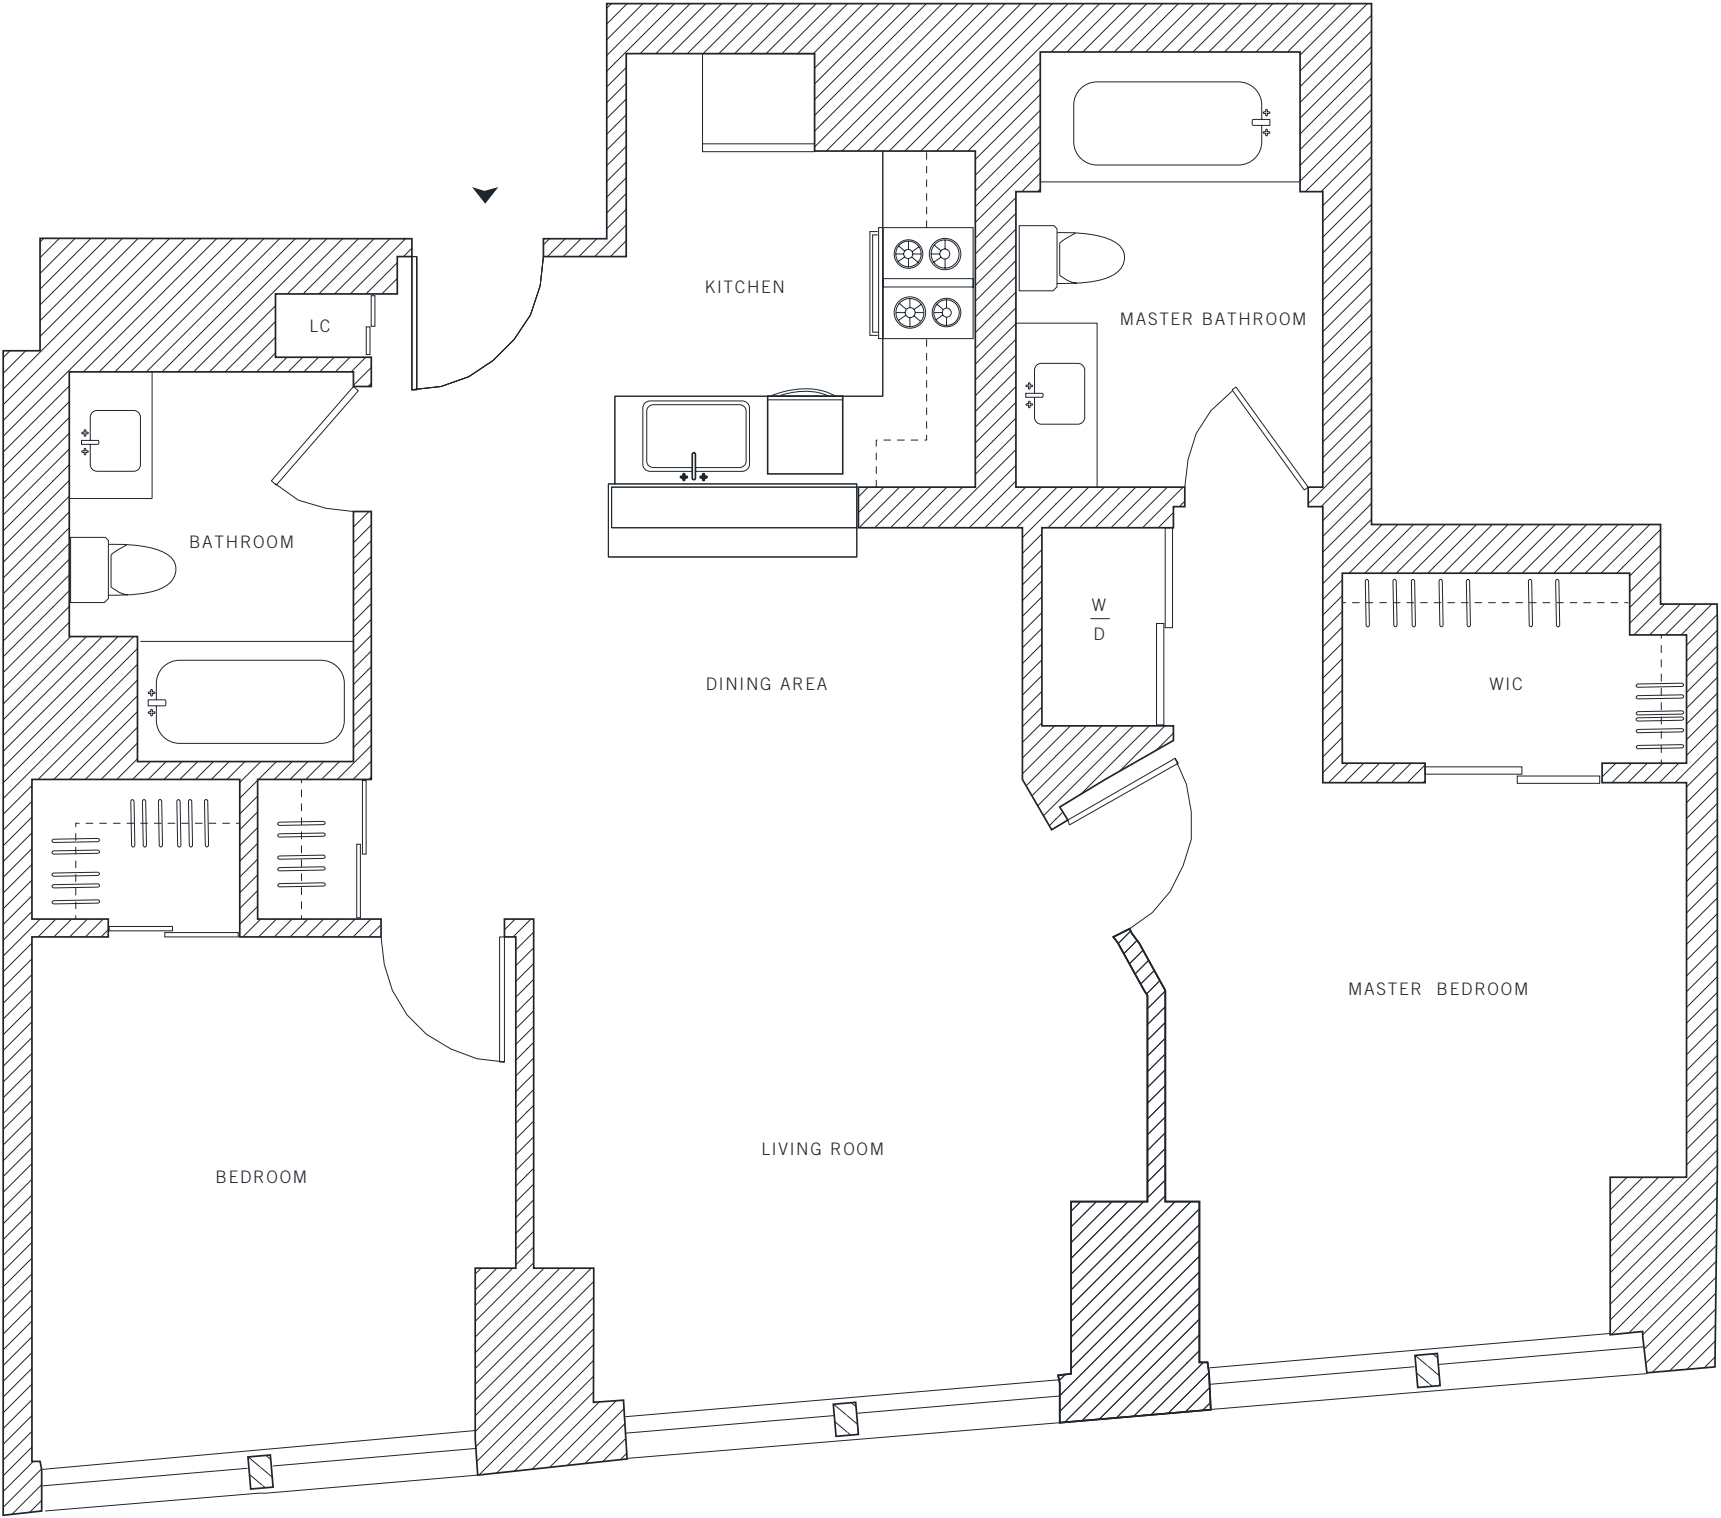 KITCHEN
LC
MASTER BATHROOM
BATHROOM
W
D
DINING AREA
WIC
MASTER BEDROOM
LIVING ROOM
BEDROOM